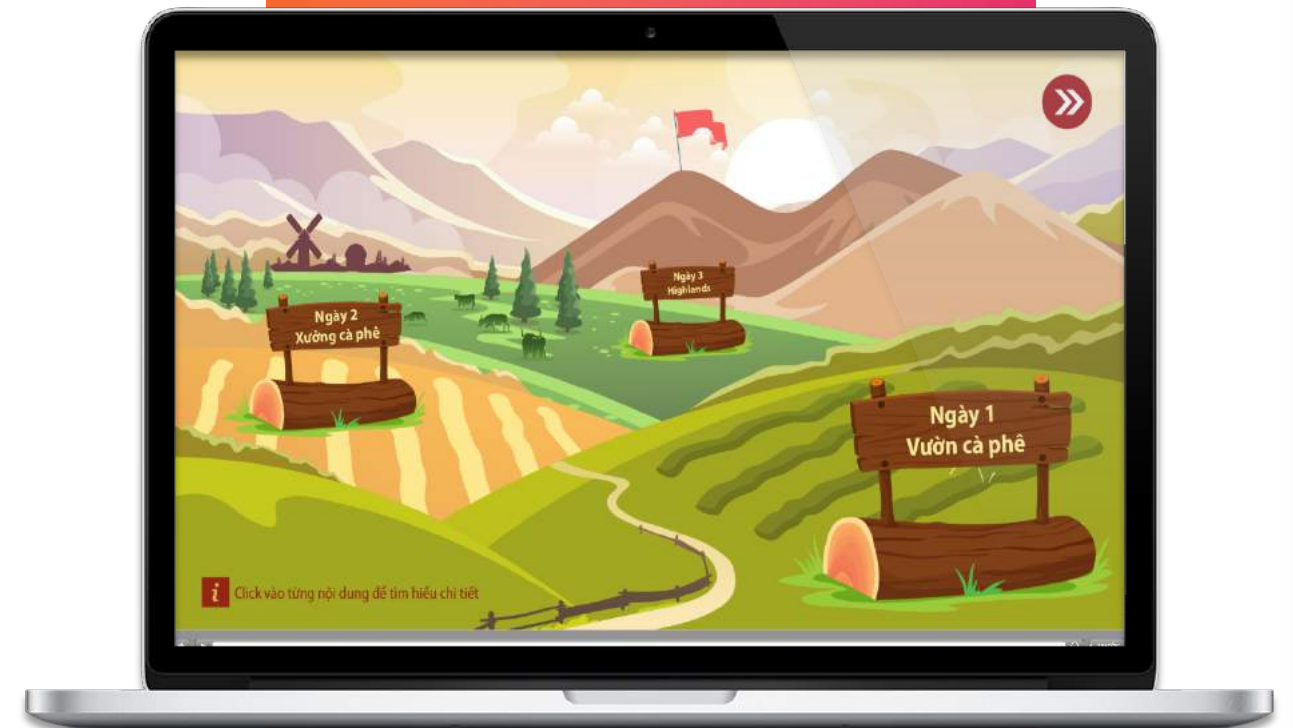 Ngày 3
Highlands
Ngày 2
Xưởng cà phê
Ngày 1
Vườn cà phê
i Click vào từng nội dung để tìm hiểu chi tiết